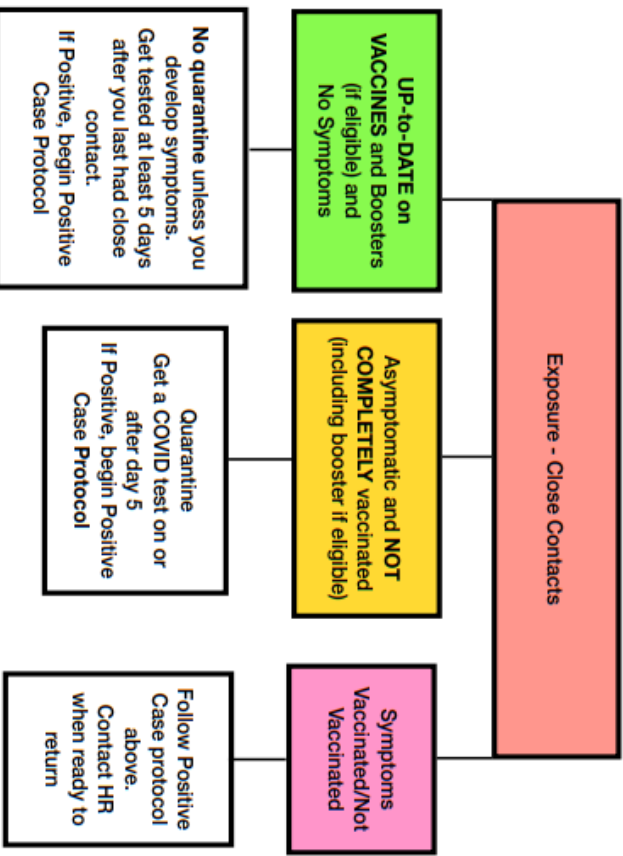 Exposure - Close Contacts
UP-to-DATE on
VACCINES and Boosters
(if eligible) and
No Symptoms
Asymptomatic and NOT
COMPLETELY vaccinated
(including booster if eligible)
Symptoms
Vaccinated/Not
Vaccinated
No quarantine unless you
develop symptoms.
Get tested at least 5 days
after you last had close
contact.
If Positive, begin Positive
Case Protocol
Quarantine
Get a COVID test on or
after day 5
If Positive, begin Positive
Case Protocol
Follow Positive
Case protocol
above.
Contact HR
when ready to
return